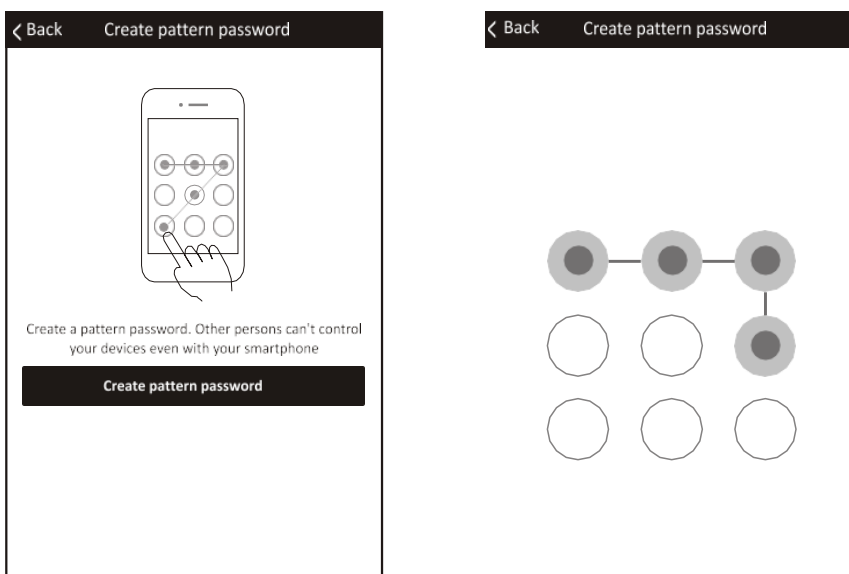 Back Create pattern password
Create a pattern password. Other persons can't control
your devices even with your smartphone
Create pattern password
Back Create pattern password